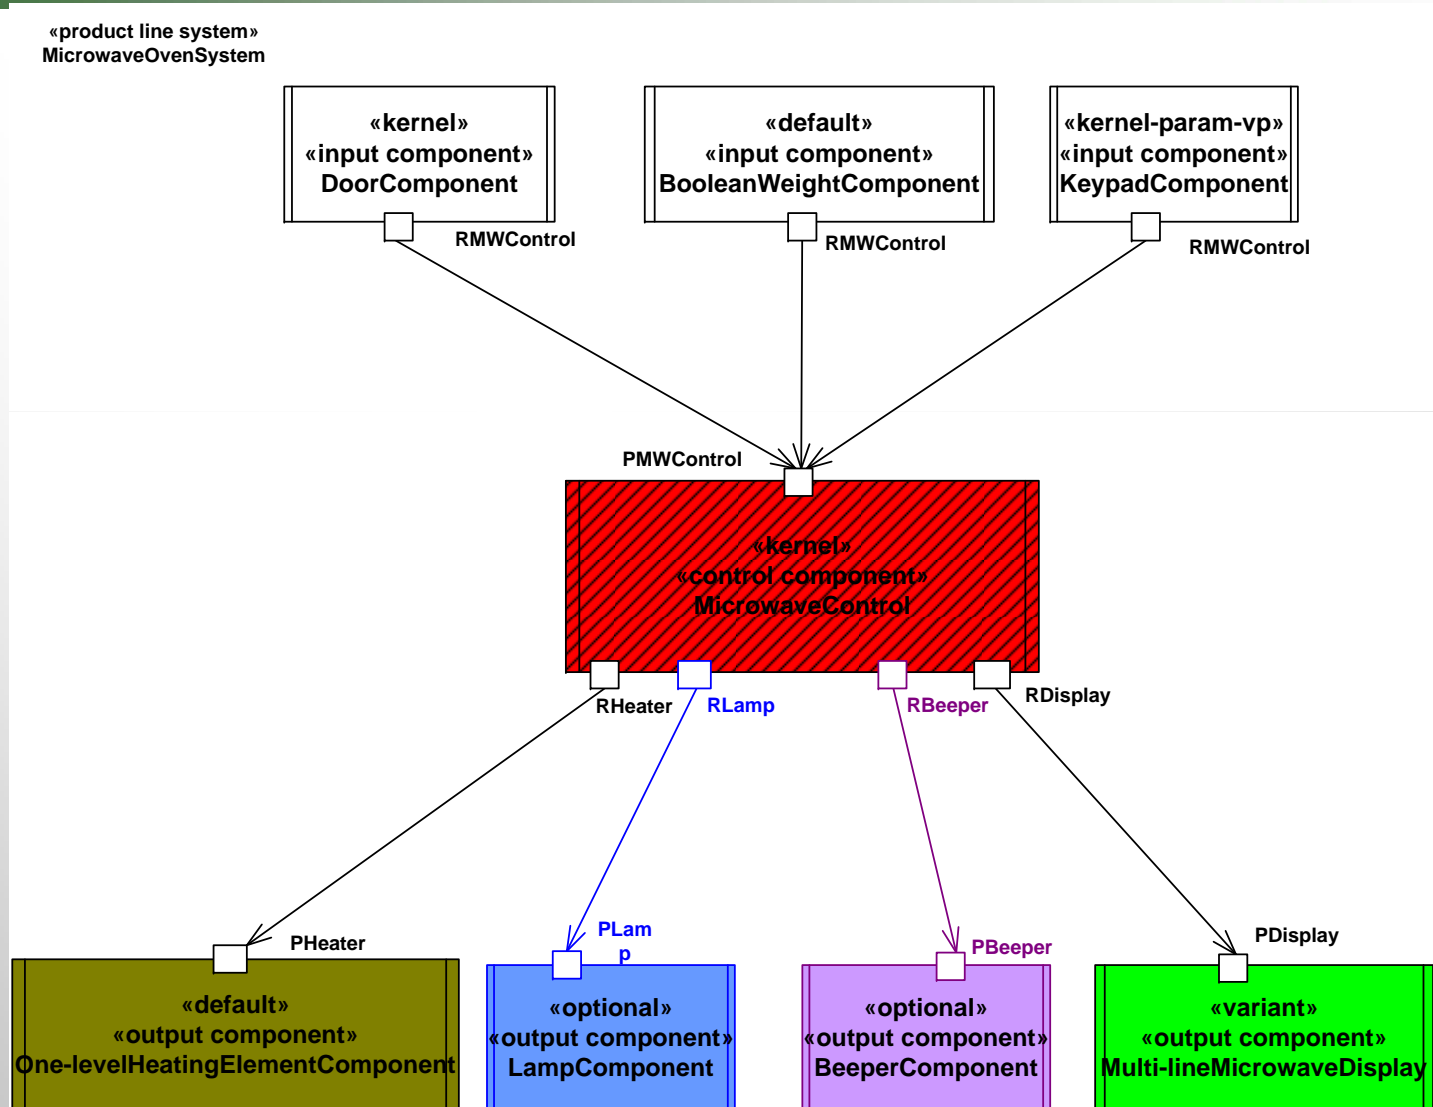 «product line system»
MicrowaveOvenSystem
«kernel»
«input component»
DoorComponent
«default»
«input component»
BooleanWeightComponent
«kernel-param-vp»
«input component»
KeypadComponent
RMWControl
RMWControl
RMWControl
PMWControl
«kernel»
«control component»
MicrowaveControl
RHeater
RLamp
RBeeper
RDisplay
PHeater
PLam
p
PBeeper
PDisplay
«default»
«output component»
One-levelHeatingElementComponent
«optional»
«output component»
LampComponent
«optional»
«output component»
BeeperComponent
«variant»
«output component»
Multi-lineMicrowaveDisplay